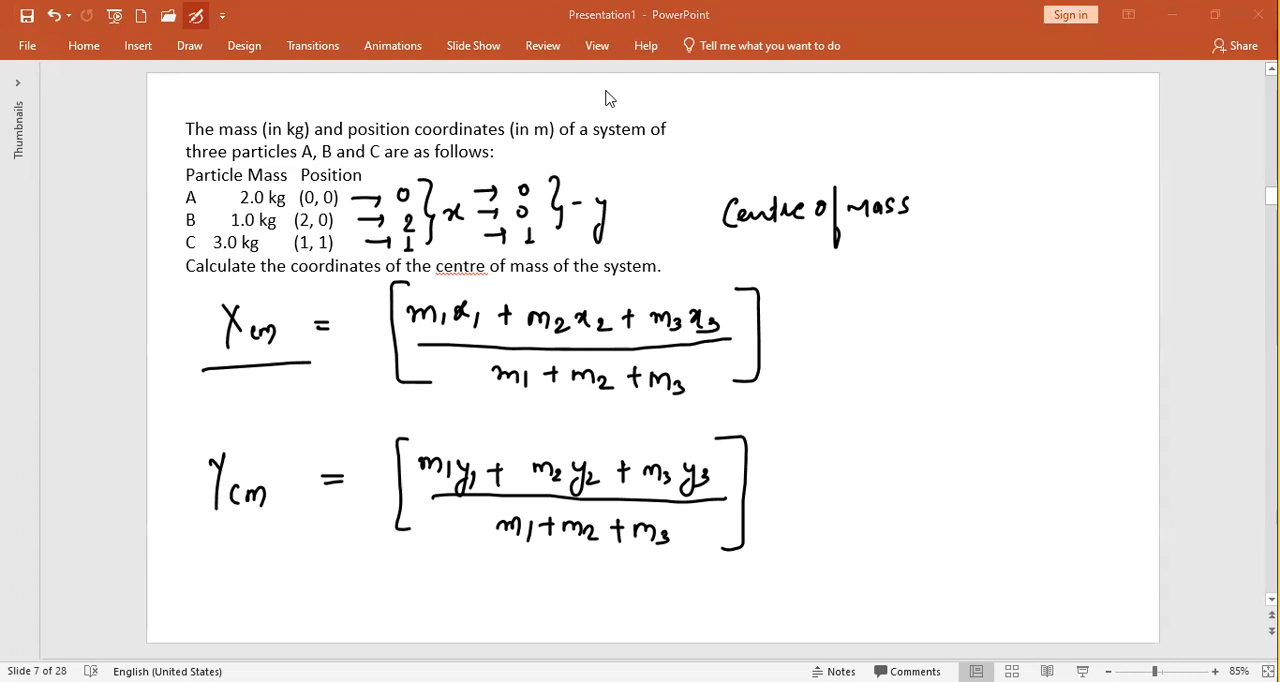 Presentation1 - PowerPoint
Sign in
File Home Insert Draw Design Transitions Animations Slide Show Review View Help Tell me what you want to do Share
Thumbnails
The mass (in kg) and position coordinates (in m) of a system of
three particles A, B and C are as follows:
Particle Mass Position
A 2.0 kg (0, 0) → 0 } x → 0 } - y
B 1.0 kg (2, 0) → 2 → 0
C 3.0 kg (1, 1) → 1 → 1
Centre of mass
Calculate the coordinates of the centre of mass of the system.
Xcm = [ m1x1 + m2x2 + m3x3
m1 + m2 + m3 ]
Ycm = [ m1y1 + m2y2 + m3y3
m1 + m2 + m3 ]
Slide 7 of 28 English (United States) Notes Comments - + 85%